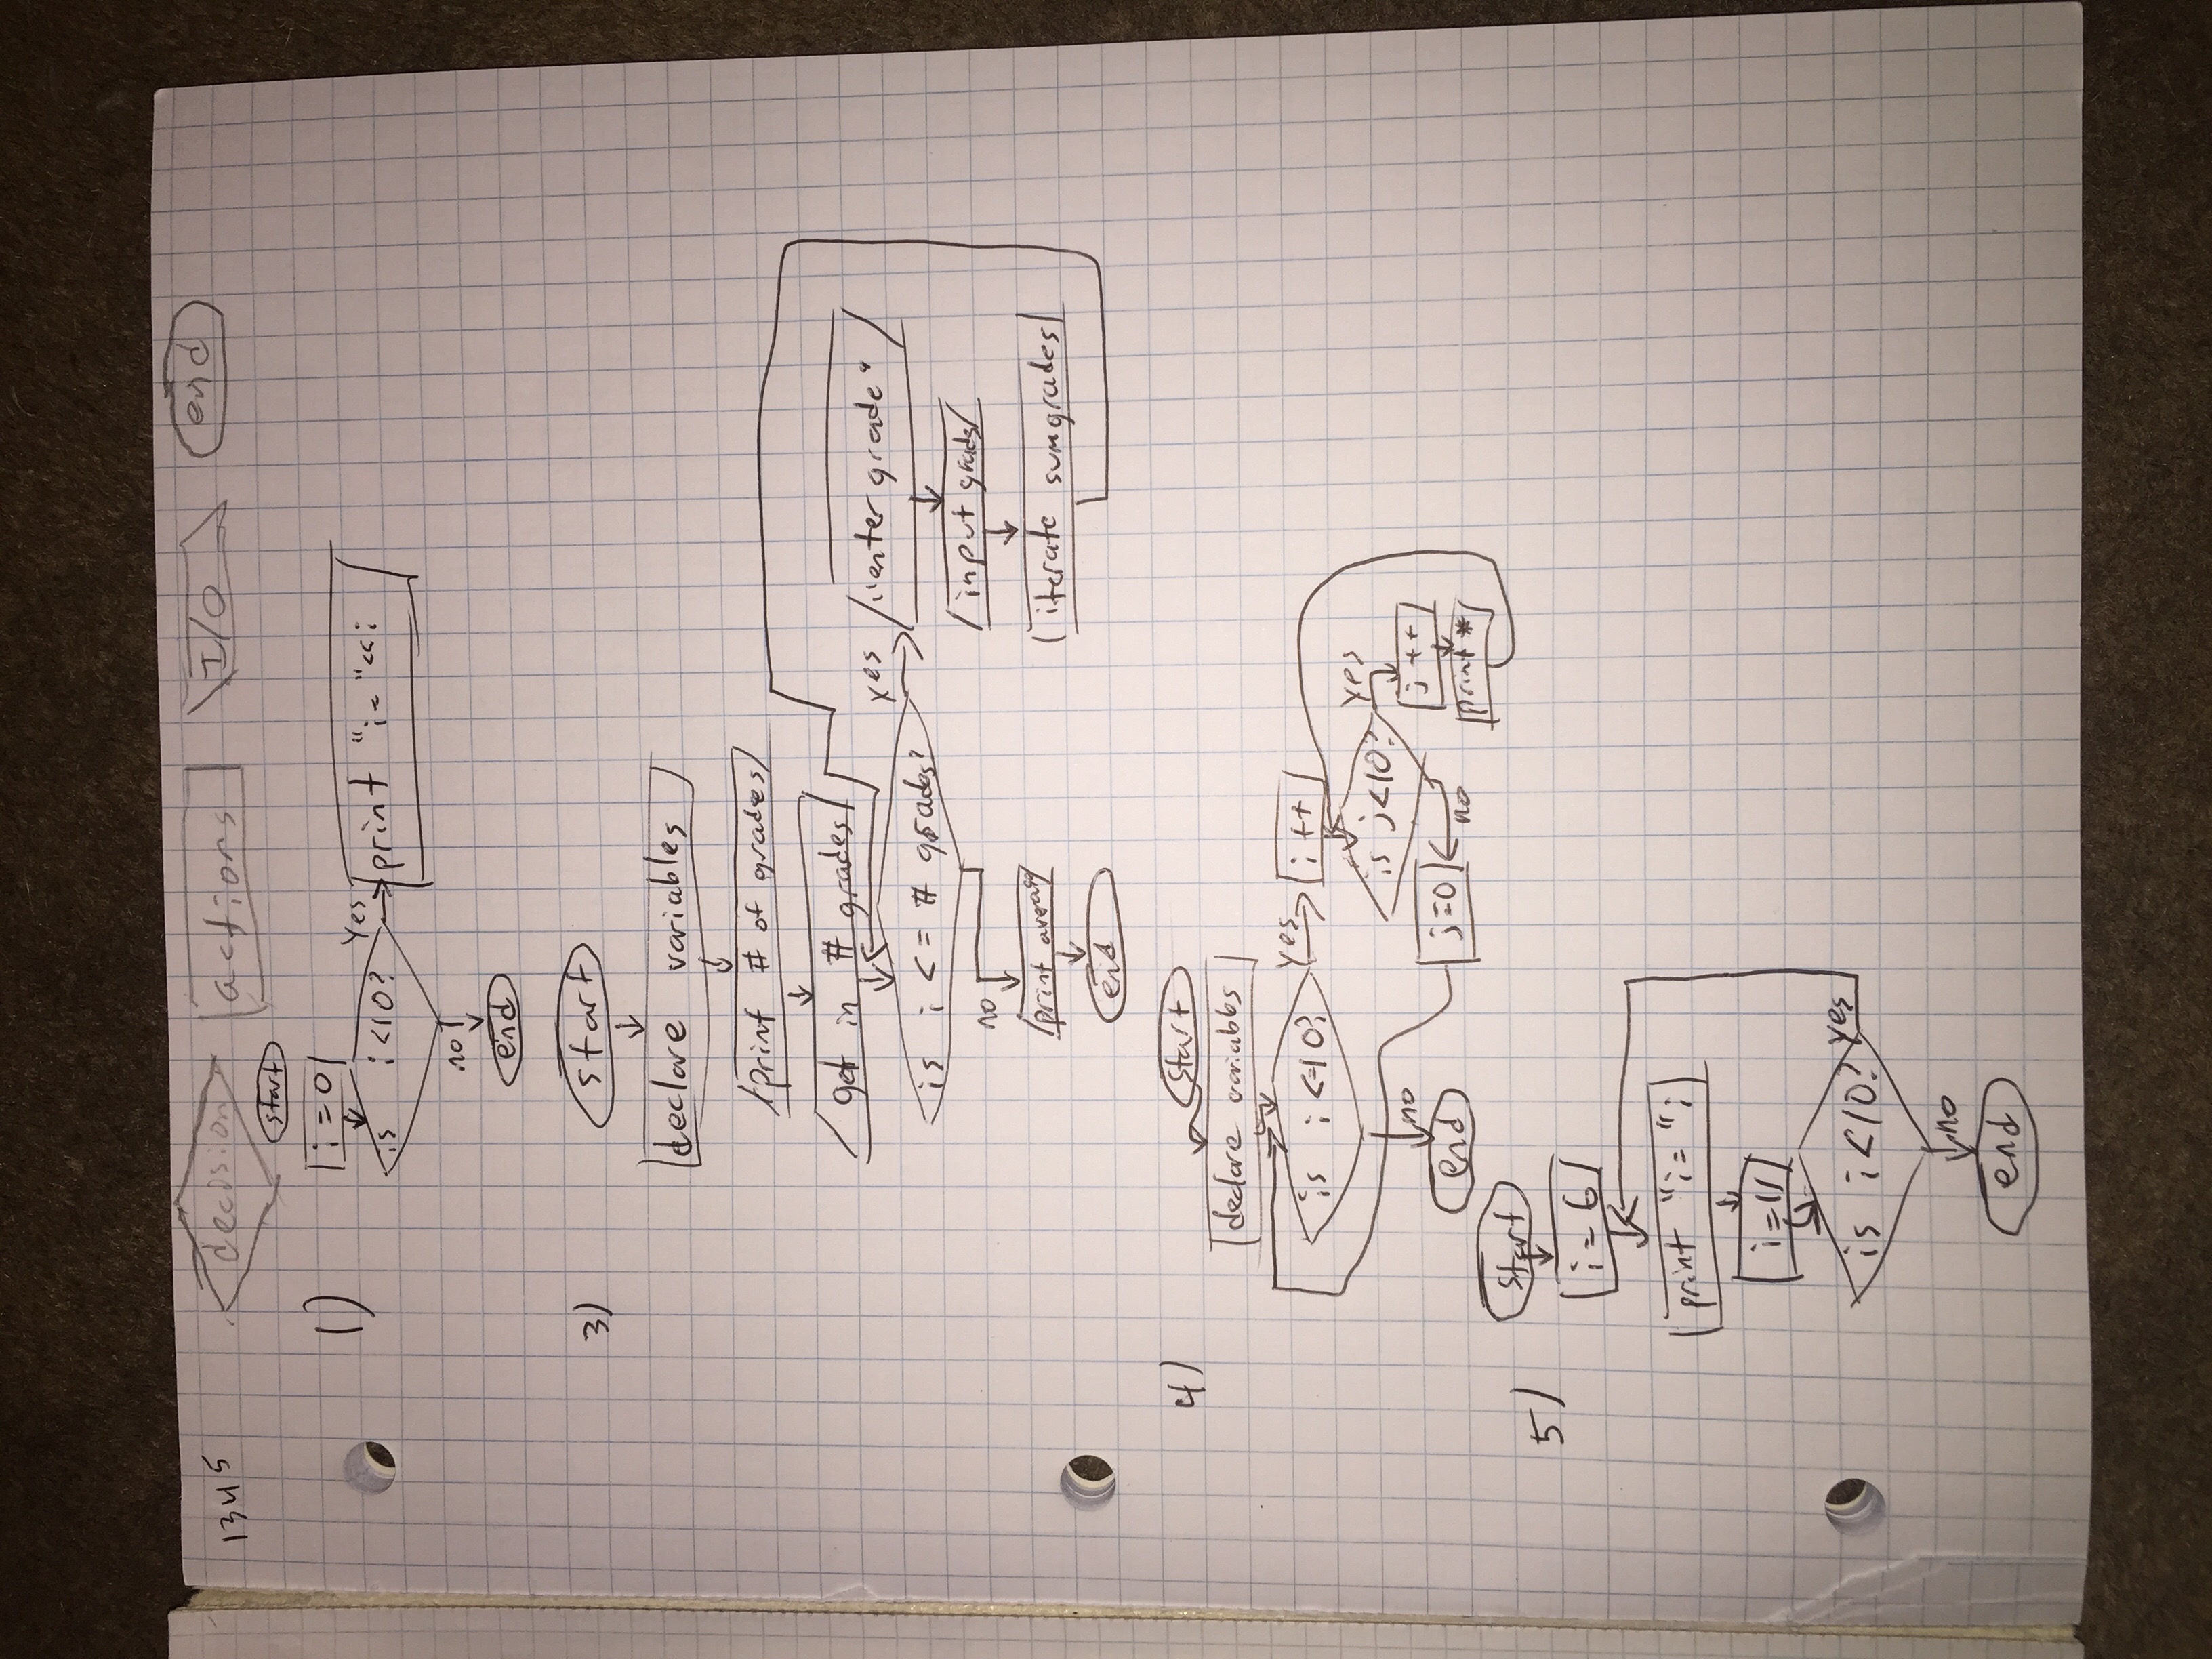 1345
decision actions I/O end
start
1)
i = 0
is i<10? yes print "i= "<<i
no
end
3)
start
declare variables
print # of grades
get in # grades
is i <= # grades? yes "enter grade"
input grade
no
print average iterate sumgrades
end
4)
start
declare variables
is i <=10? yes i ++
is j<10? yes
no j ++
end j=0 no print *
5)
start
i = 6
print "i= " i
i=11
is i<10? yes
no
end